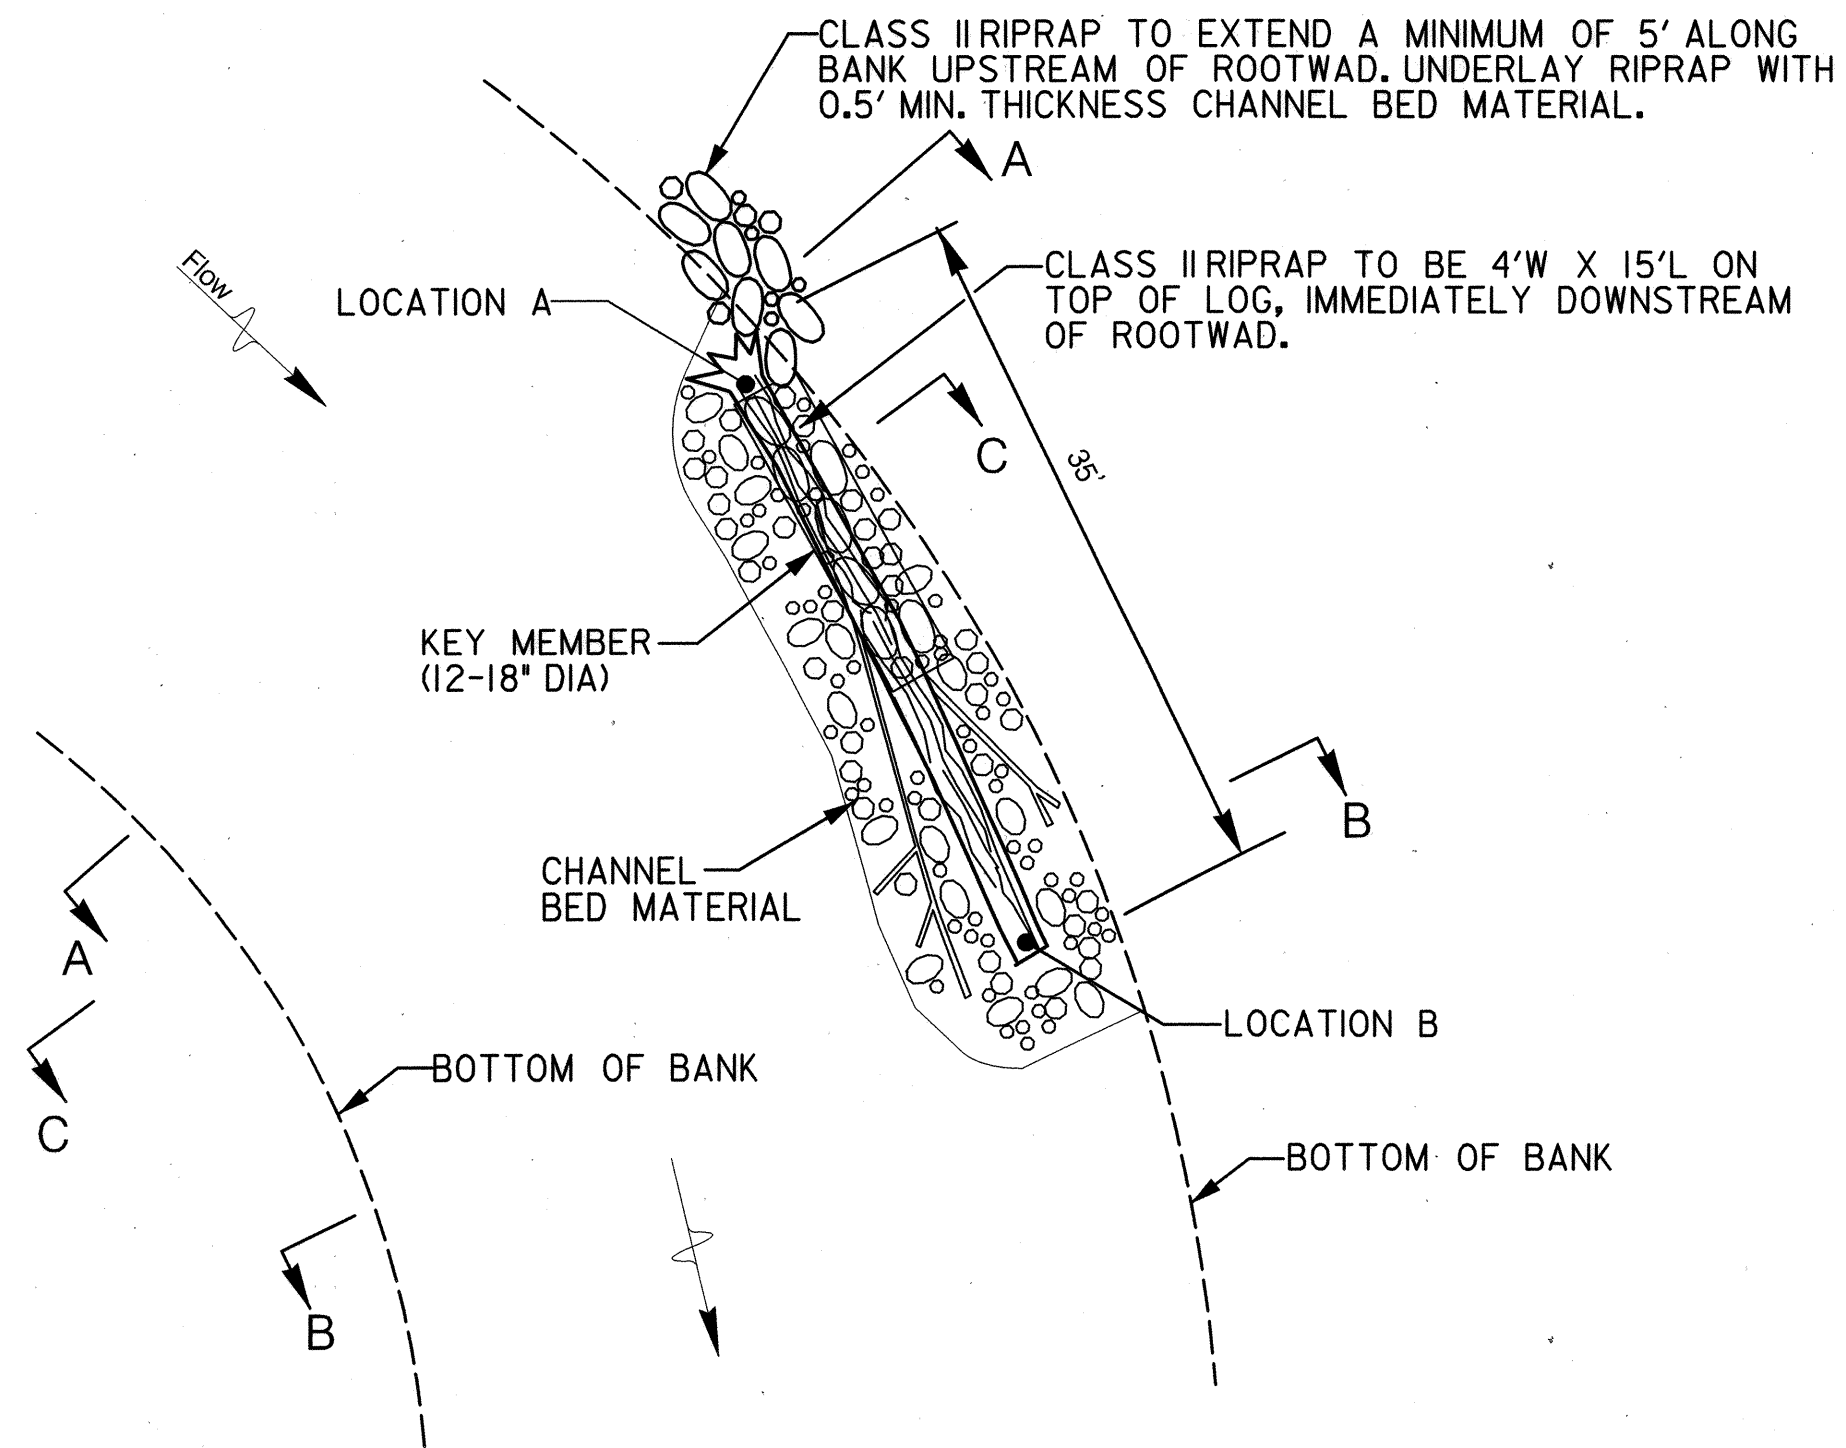 CLASS II RIPRAP TO EXTEND A MINIMUM OF 5' ALONG
BANK UPSTREAM OF ROOTWAD. UNDERLAY RIPRAP WITH
0.5' MIN. THICKNESS CHANNEL BED MATERIAL.
A
Flow
LOCATION A
CLASS II RIPRAP TO BE 4'W X 15'L ON
TOP OF LOG, IMMEDIATELY DOWNSTREAM
OF ROOTWAD.
C
35'
KEY MEMBER
(12-18" DIA)
B
CHANNEL
BED MATERIAL
A
LOCATION B
BOTTOM OF BANK
C
BOTTOM OF BANK
B